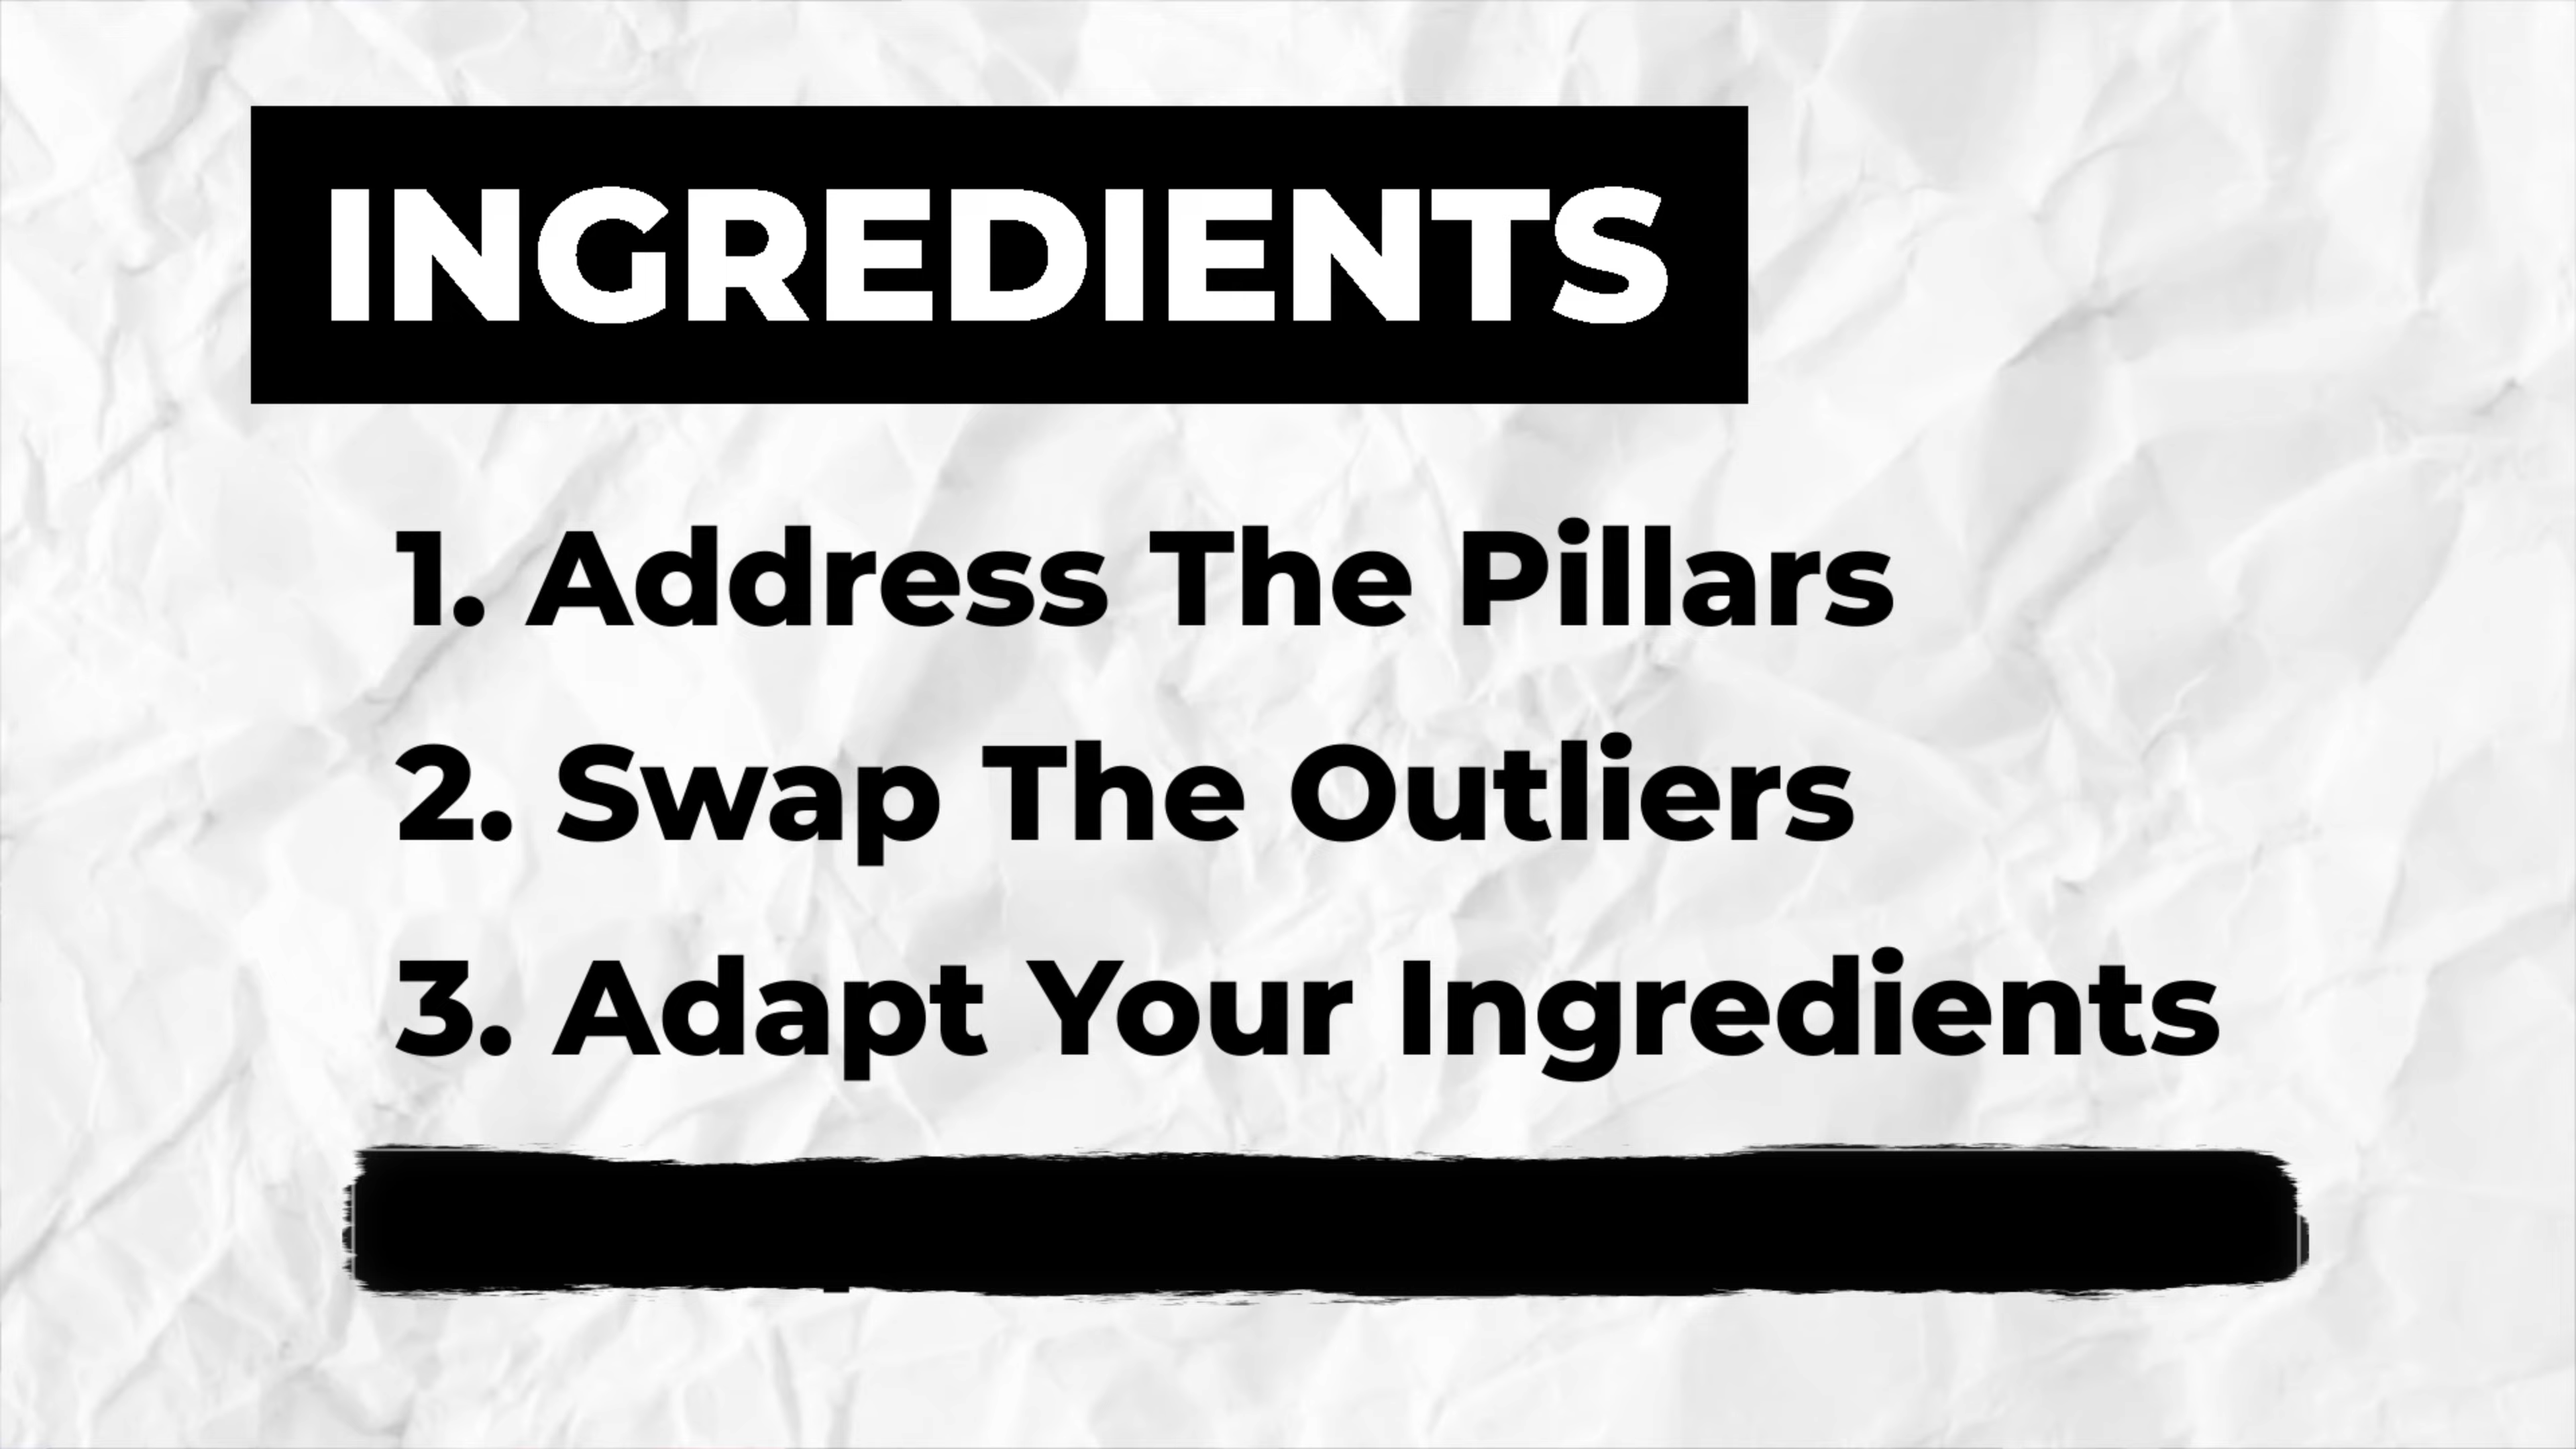 INGREDIENTS
1. Address The Pillars
2. Swap The Outliers
3. Adapt Your Ingredients